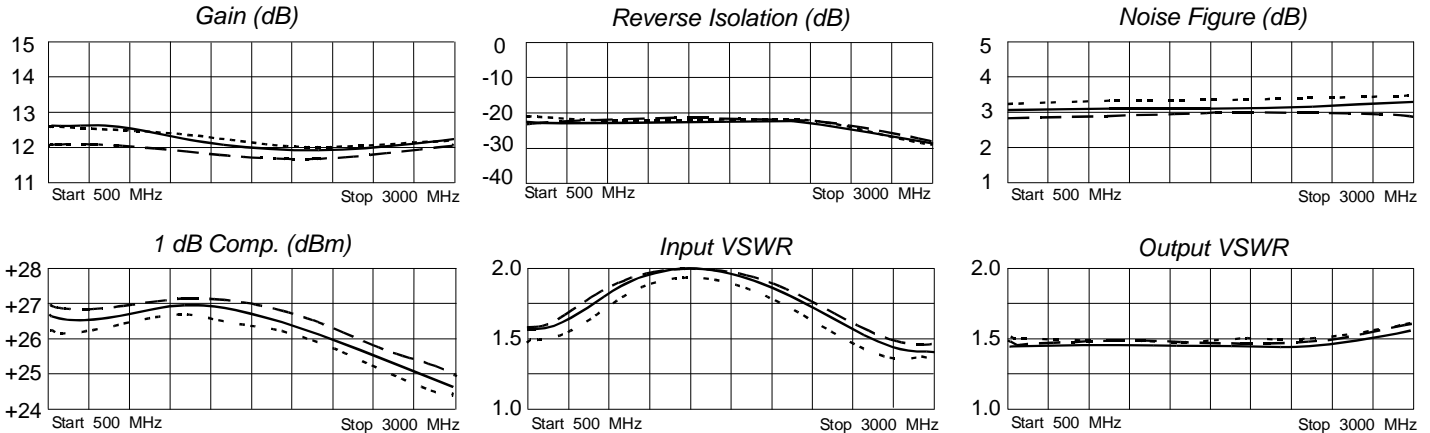 Gain (dB)
15
14
13
12
11
Start 500 MHz
Stop 3000 MHz
Reverse Isolation (dB)
0
-10
-20
-30
-40
Start 500 MHz
Stop 3000 MHz
Noise Figure (dB)
5
4
3
2
1
Start 500 MHz
Stop 3000 MHz
1 dB Comp. (dBm)
+28
+27
+26
+25
+24
Start 500 MHz
Stop 3000 MHz
Input VSWR
2.0
1.5
1.0
Start 500 MHz
Stop 3000 MHz
Output VSWR
2.0
1.5
1.0
Start 500 MHz
Stop 3000 MHz